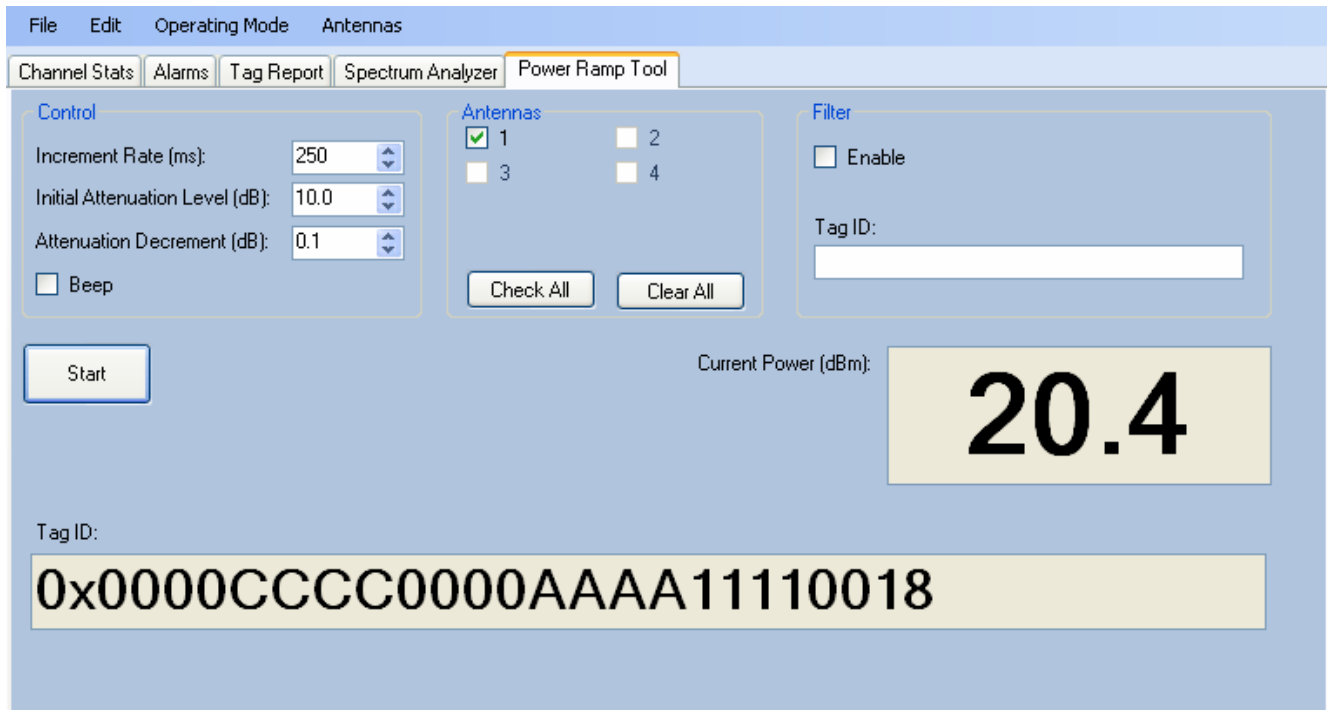 File Edit Operating Mode Antennas
Channel Stats Alarms Tag Report Spectrum Analyzer Power Ramp Tool
Control
Increment Rate (ms): 250
Initial Attenuation Level (dB): 10.0
Attenuation Decrement (dB): 0.1
Beep
Antennas
1 2
3 4
Check All Clear All
Filter
Enable
Tag ID:
Start
Current Power (dBm): 20.4
Tag ID:
0x0000CCCC0000AAAA11110018